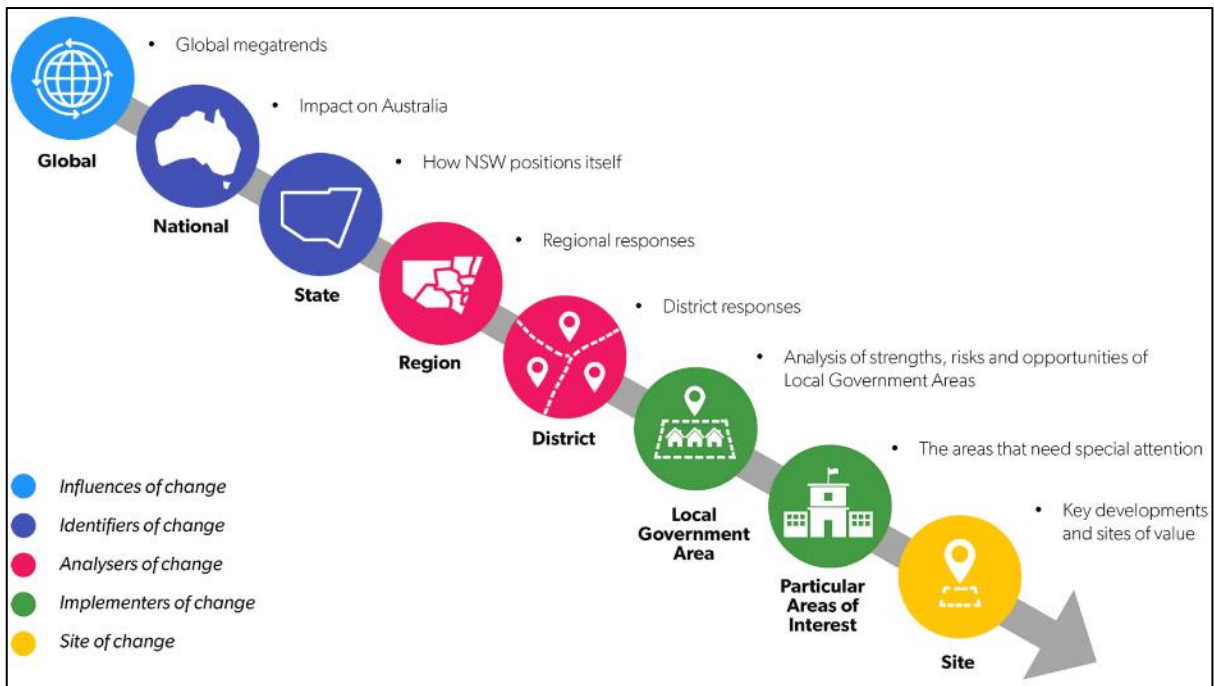 Global megatrends
Global
Impact on Australia
National
How NSW positions itself
State
Regional responses
Region
District responses
District
Analysis of strengths, risks and opportunities of
Local Government Areas
Local
Government
Area
The areas that need special attention
Particular
Areas of
Interest
Key developments
and sites of value
Site
Influences of change
Identifiers of change
Analysers of change
Implementers of change
Site of change